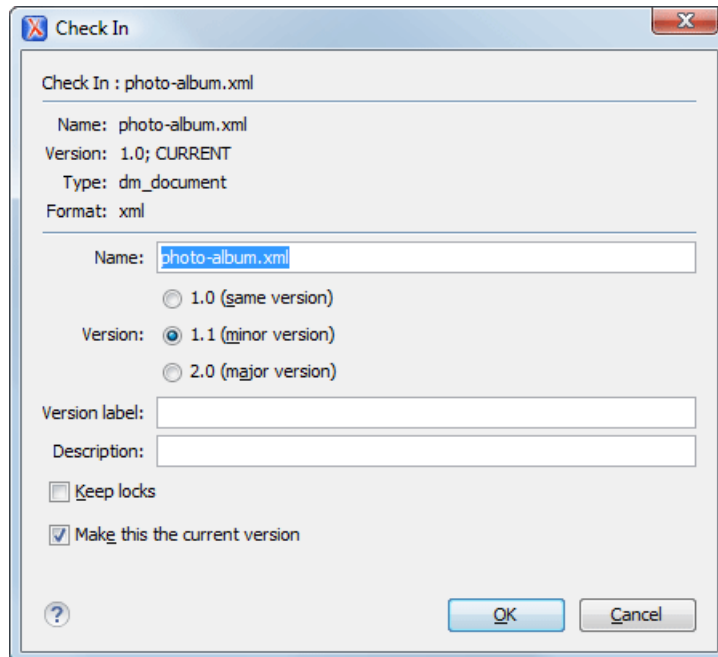 Check In
Check In : photo-album.xml
Name: photo-album.xml
Version: 1.0; CURRENT
Type: dm_document
Format: xml
Name: photo-album.xml
1.0 (same version)
Version: 1.1 (minor version)
2.0 (major version)
Version label:
Description:
Keep locks
Make this the current version
? OK Cancel